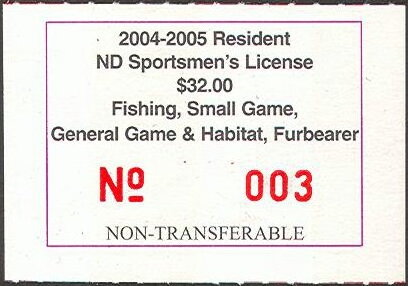 2004-2005 Resident
ND Sportsmen's License
$32.00
Fishing, Small Game,
General Game & Habitat, Furbearer
Nº 003
NON-TRANSFERABLE